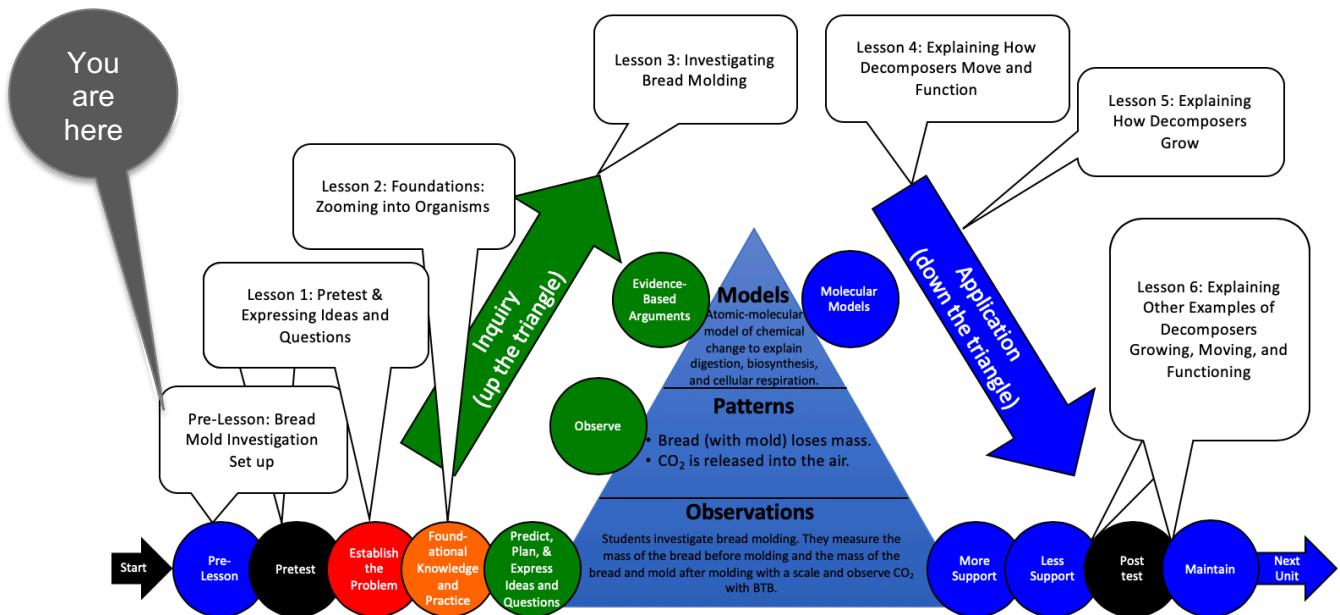 You
are
here
Lesson 3: Investigating
Bread Molding
Lesson 4: Explaining How
Decomposers Move and
Function
Lesson 5: Explaining
How Decomposers
Grow
Lesson 2: Foundations:
Zooming into Organisms
Lesson 1: Pretest &
Expressing Ideas and
Questions
Pre-Lesson: Bread
Mold Investigation
Set up
Inquiry
(up the triangle)
Evidence-
Based
Arguments
Observe
Models
Atomic-molecular
model of chemical
change to explain
digestion, biosynthesis,
and cellular respiration.
Patterns
• Bread (with mold) loses mass.
• CO₂ is released into the air.
Observations
Students investigate bread molding. They measure the
mass of the bread before molding and the mass of the
bread and mold after molding with a scale and observe CO₂
with BTB.
Molecular
Models
Application
(down the triangle)
Lesson 6: Explaining
Other Examples of
Decomposers
Growing, Moving, and
Functioning
Start
Pre-
Lesson
Pretest
Establish
the
Problem
Found-
ational
Knowledge
and
Practice
Predict,
Plan, &
Express
Ideas and
Questions
More
Support
Less
Support
Post
test
Maintain
Next
Unit